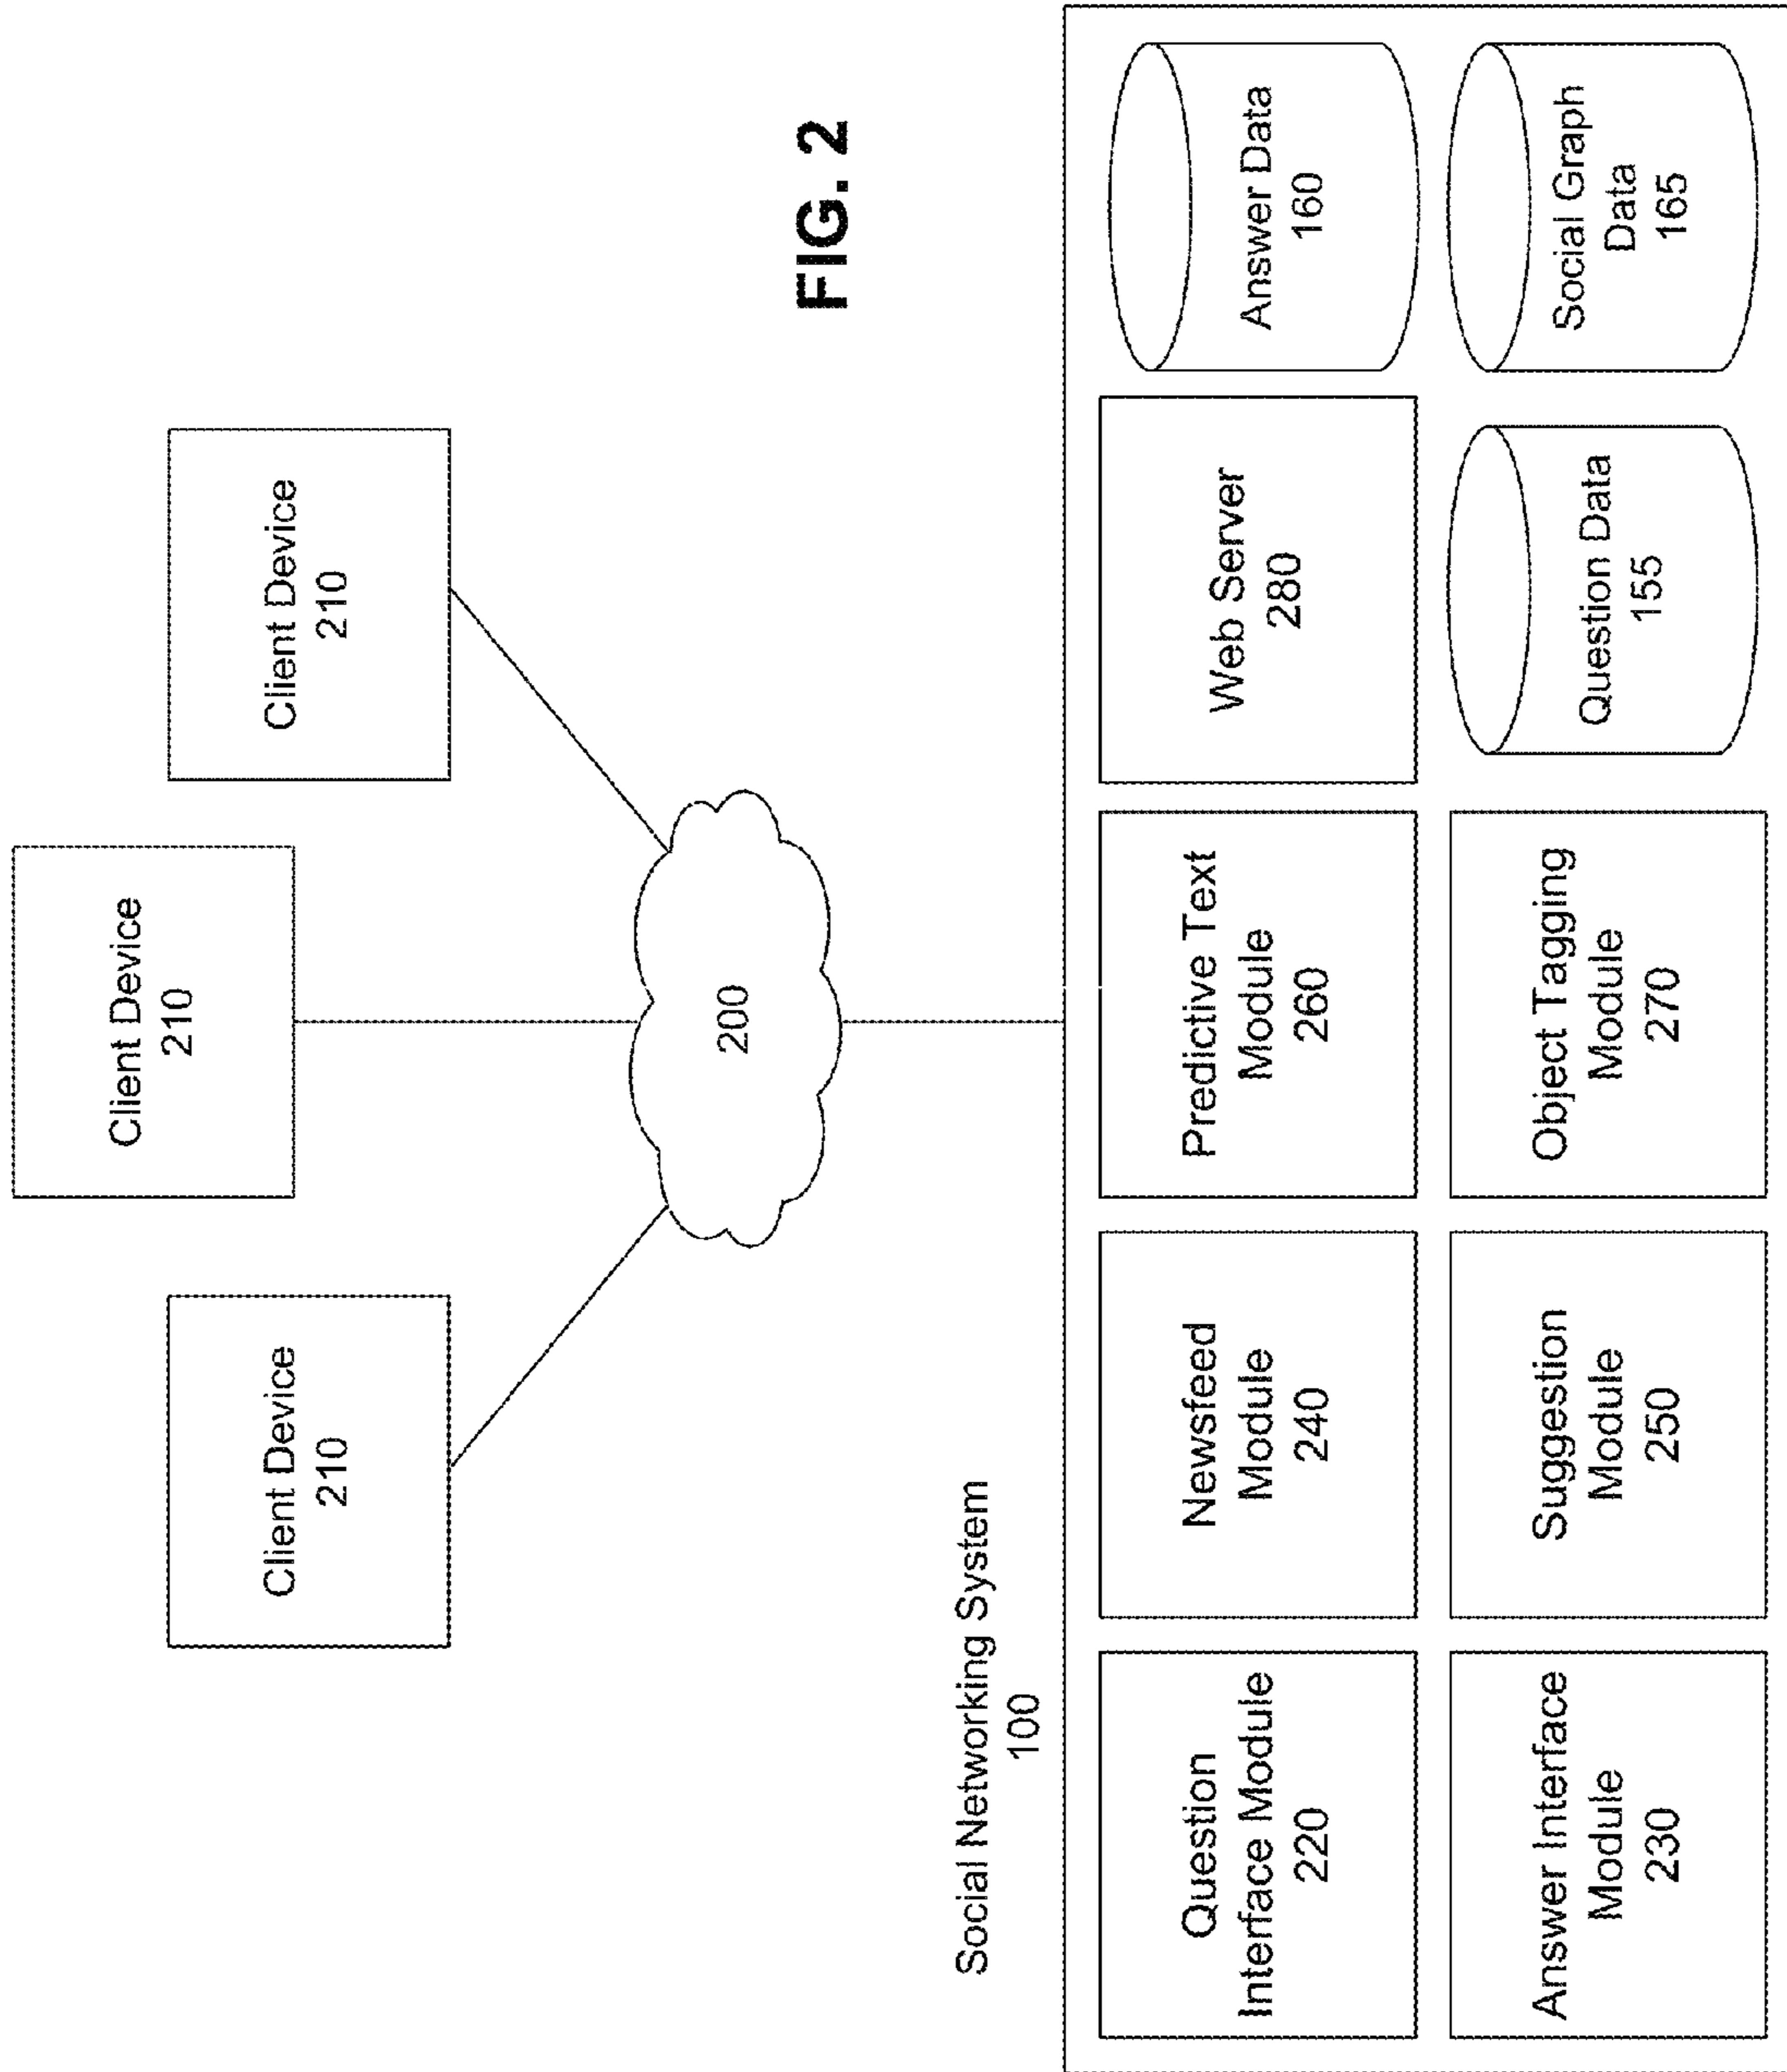 Client Device
210
Client Device
210
Client Device
210
200
FIG. 2
Social Networking System
100
Question
Interface Module
220
Newsfeed
Module
240
Predictive Text
Module
260
Web Server
280
Answer Data
160
Answer Interface
Module
230
Suggestion
Module
250
Object Tagging
Module
270
Question Data
155
Social Graph
Data
165